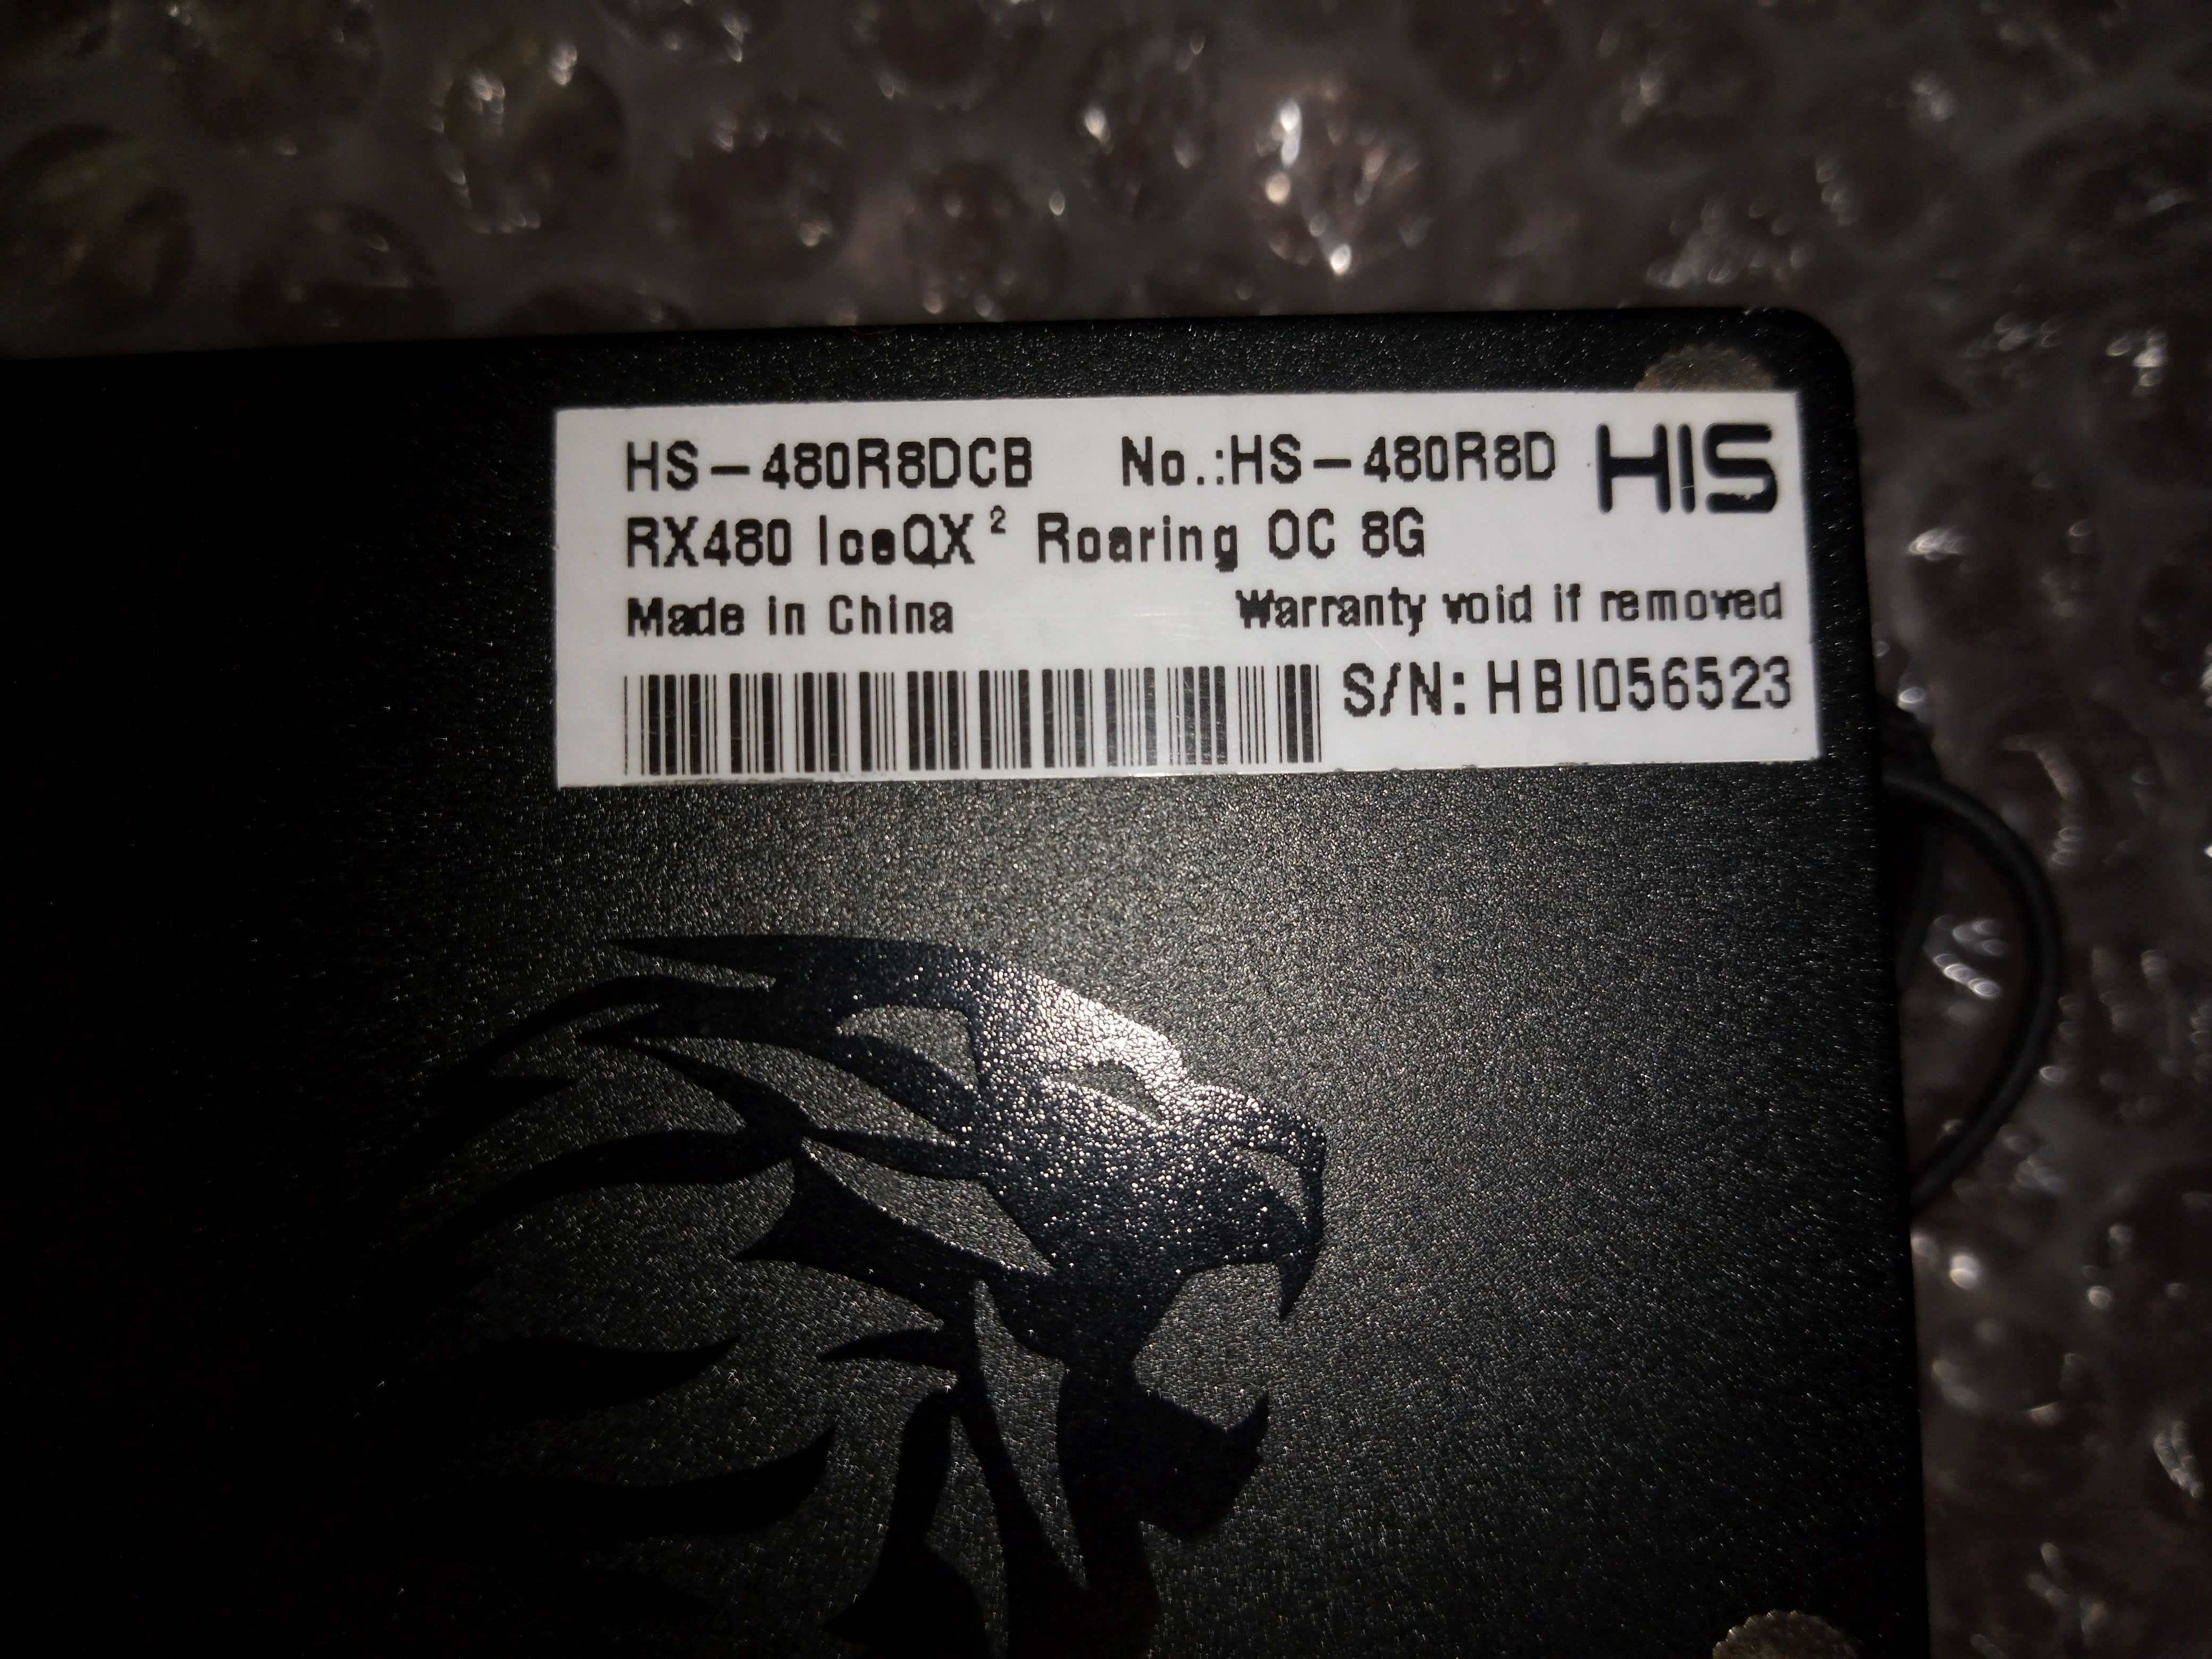 HS-480R8DCB No.:HS-480R8D HIS
RX480 IceQX² Roaring OC 8G
Made in China Warranty void if removed
S/N: HBI056523